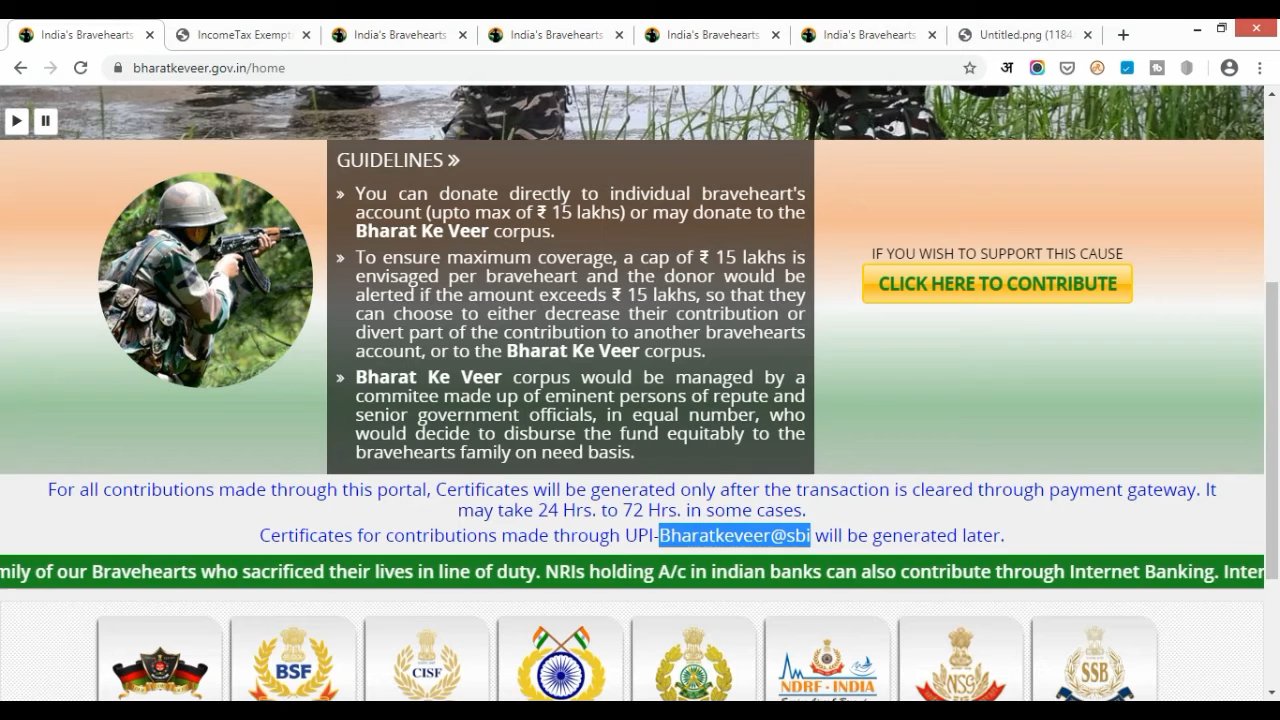 India's Bravehearts
IncomeTax Exempt
India's Bravehearts
India's Bravehearts
India's Bravehearts
India's Bravehearts
Untitled.png (1184
bharatkeveer.gov.in/home
अ
GUIDELINES »
» You can donate directly to individual braveheart's
account (upto max of ₹ 15 lakhs) or may donate to the
Bharat Ke Veer corpus.
» To ensure maximum coverage, a cap of ₹ 15 lakhs is
envisaged per braveheart and the donor would be
alerted if the amount exceeds ₹ 15 lakhs, so that they
can choose to either decrease their contribution or
divert part of the contribution to another bravehearts
account, or to the Bharat Ke Veer corpus.
» Bharat Ke Veer corpus would be managed by a
commitee made up of eminent persons of repute and
senior government officials, in equal number, who
would decide to disburse the fund equitably to the
bravehearts family on need basis.
IF YOU WISH TO SUPPORT THIS CAUSE
CLICK HERE TO CONTRIBUTE
For all contributions made through this portal, Certificates will be generated only after the transaction is cleared through payment gateway. It
may take 24 Hrs. to 72 Hrs. in some cases.
Certificates for contributions made through UPI-Bharatkeveer@sbi will be generated later.
mily of our Bravehearts who sacrificed their lives in line of duty. NRIs holding A/c in indian banks can also contribute through Internet Banking. Inter
BSF
CISF
NDRF - INDIA
NSG
SSB